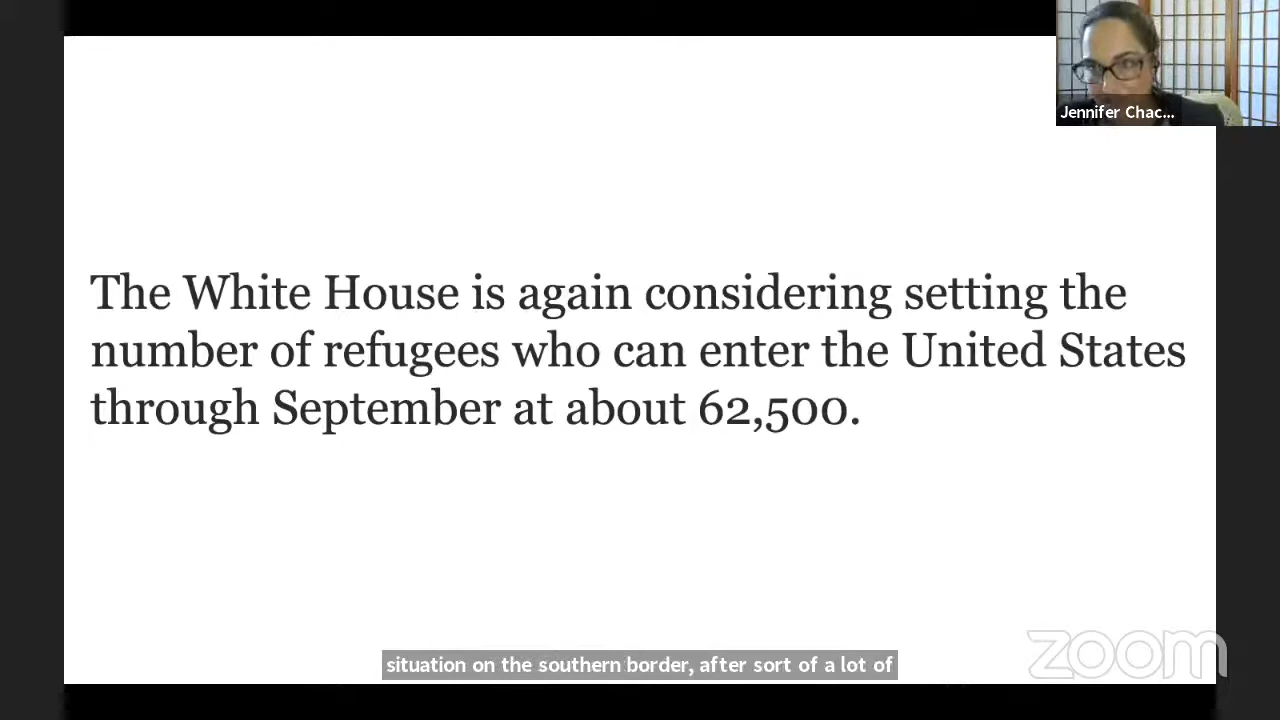 Jennifer Chac...
The White House is again considering setting the
number of refugees who can enter the United States
through September at about 62,500.
situation on the southern border, after sort of a lot of
zoom